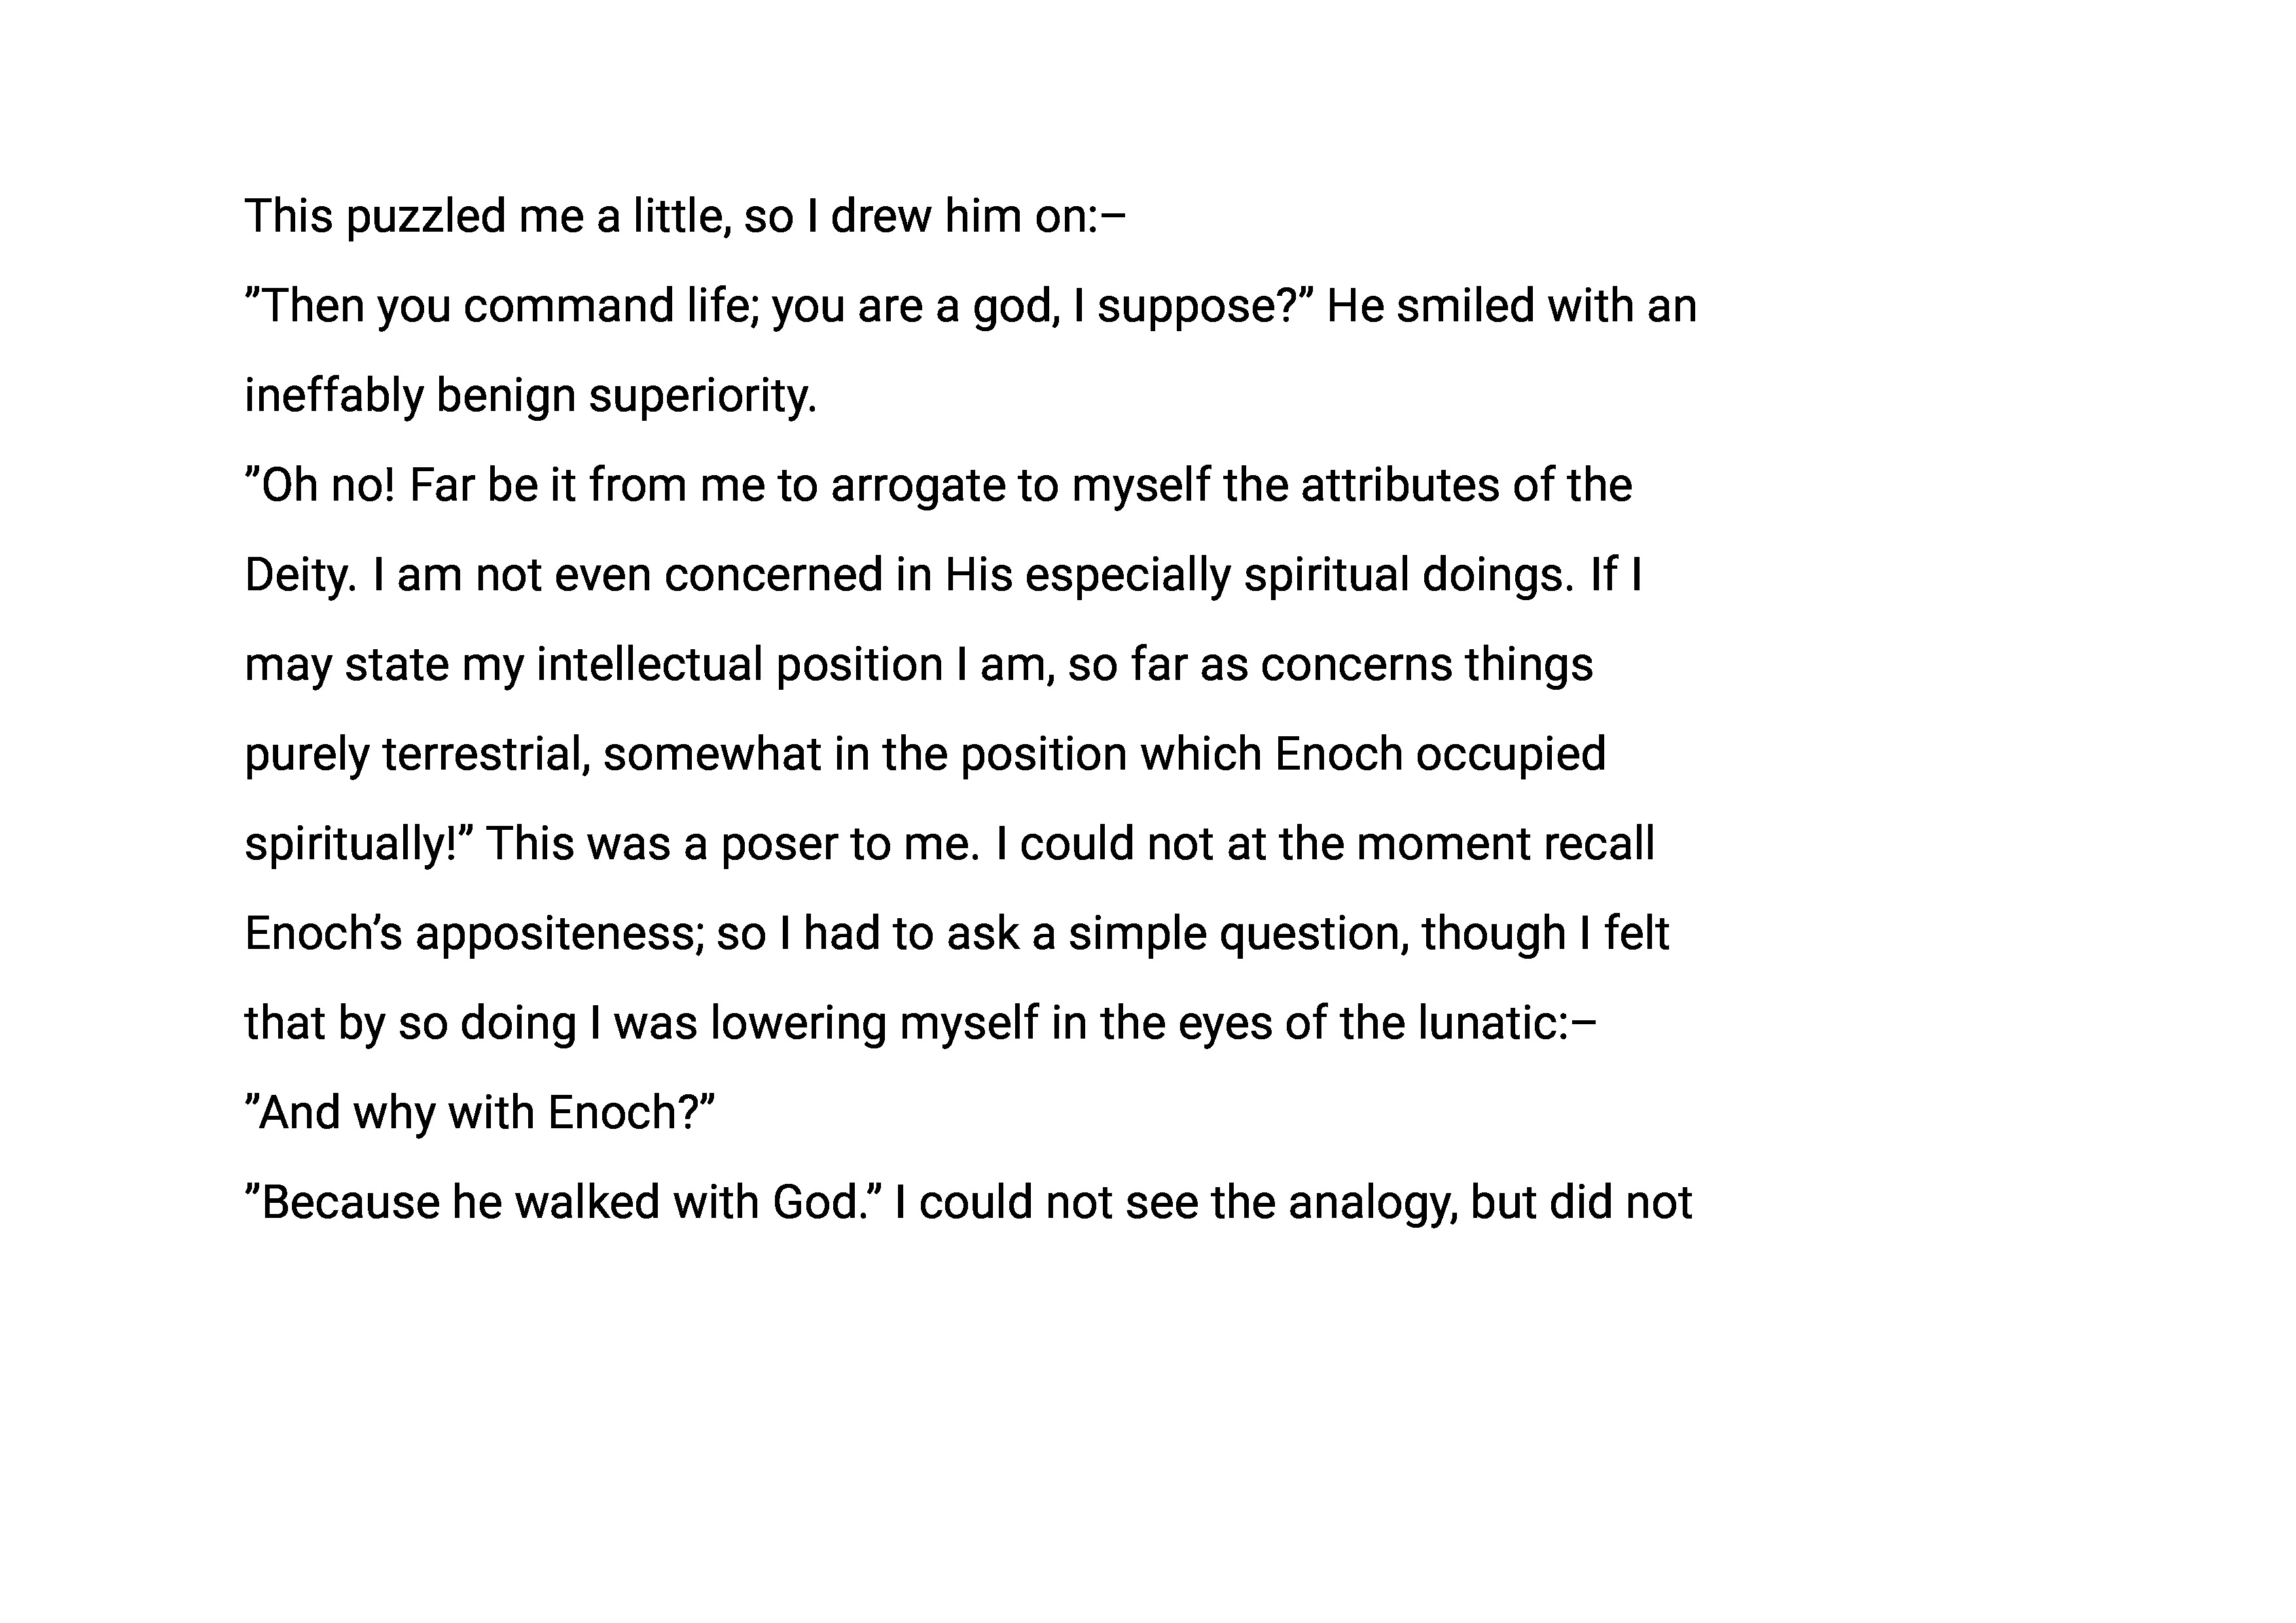 This puzzled me a little, so I drew him on:–
”Then you command life; you are a god, I suppose?” He smiled with an
ineffably benign superiority.
”Oh no! Far be it from me to arrogate to myself the attributes of the
Deity. I am not even concerned in His especially spiritual doings. If I
may state my intellectual position I am, so far as concerns things
purely terrestrial, somewhat in the position which Enoch occupied
spiritually!” This was a poser to me. I could not at the moment recall
Enoch’s appositeness; so I had to ask a simple question, though I felt
that by so doing I was lowering myself in the eyes of the lunatic:–
”And why with Enoch?”
”Because he walked with God.” I could not see the analogy, but did not